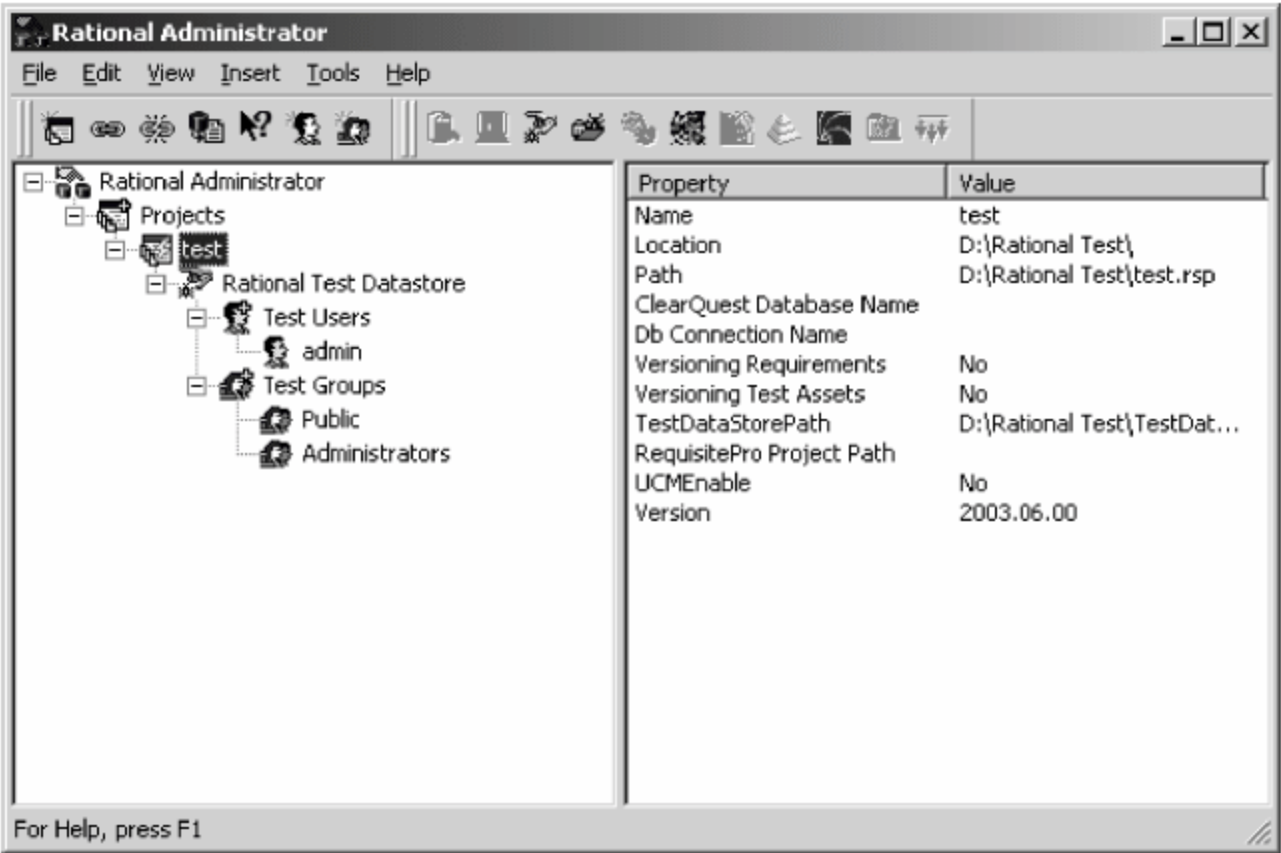 Rational Administrator
File Edit View Insert Tools Help
Rational Administrator
Projects
test
Rational Test Datastore
Test Users
admin
Test Groups
Public
Administrators
Property Value
Name test
Location D:\Rational Test\
Path D:\Rational Test\test.rsp
ClearQuest Database Name
Db Connection Name
Versioning Requirements No
Versioning Test Assets No
TestDataStorePath D:\Rational Test\TestDat...
RequisitePro Project Path
UCMEnable No
Version 2003.06.00
For Help, press F1